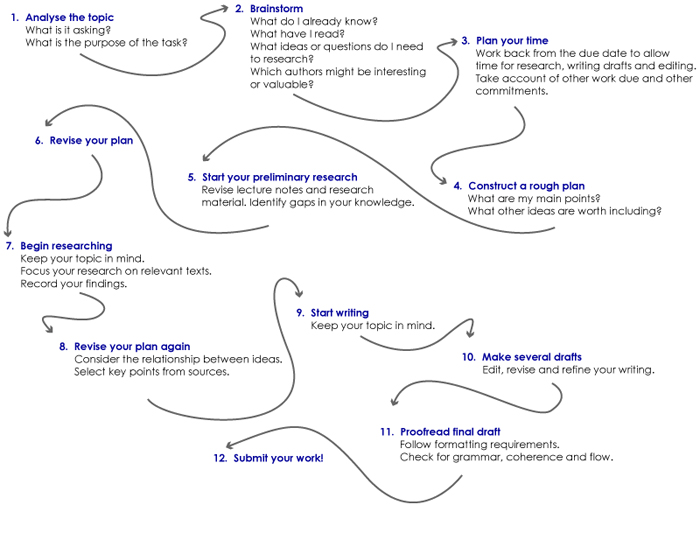 1. Analyse the topic
What is it asking?
What is the purpose of the task?
2. Brainstorm
What do I already know?
What have I read?
What ideas or questions do I need
to research?
Which authors might be interesting
or valuable?
3. Plan your time
Work back from the due date to allow
time for research, writing drafts and editing.
Take account of other work due and other
commitments.
4. Construct a rough plan
What are my main points?
What other ideas are worth including?
5. Start your preliminary research
Revise lecture notes and research
material. Identify gaps in your knowledge.
6. Revise your plan
7. Begin researching
Keep your topic in mind.
Focus your research on relevant texts.
Record your findings.
8. Revise your plan again
Consider the relationship between ideas.
Select key points from sources.
9. Start writing
Keep your topic in mind.
10. Make several drafts
Edit, revise and refine your writing.
11. Proofread final draft
Follow formatting requirements.
Check for grammar, coherence and flow.
12. Submit your work!